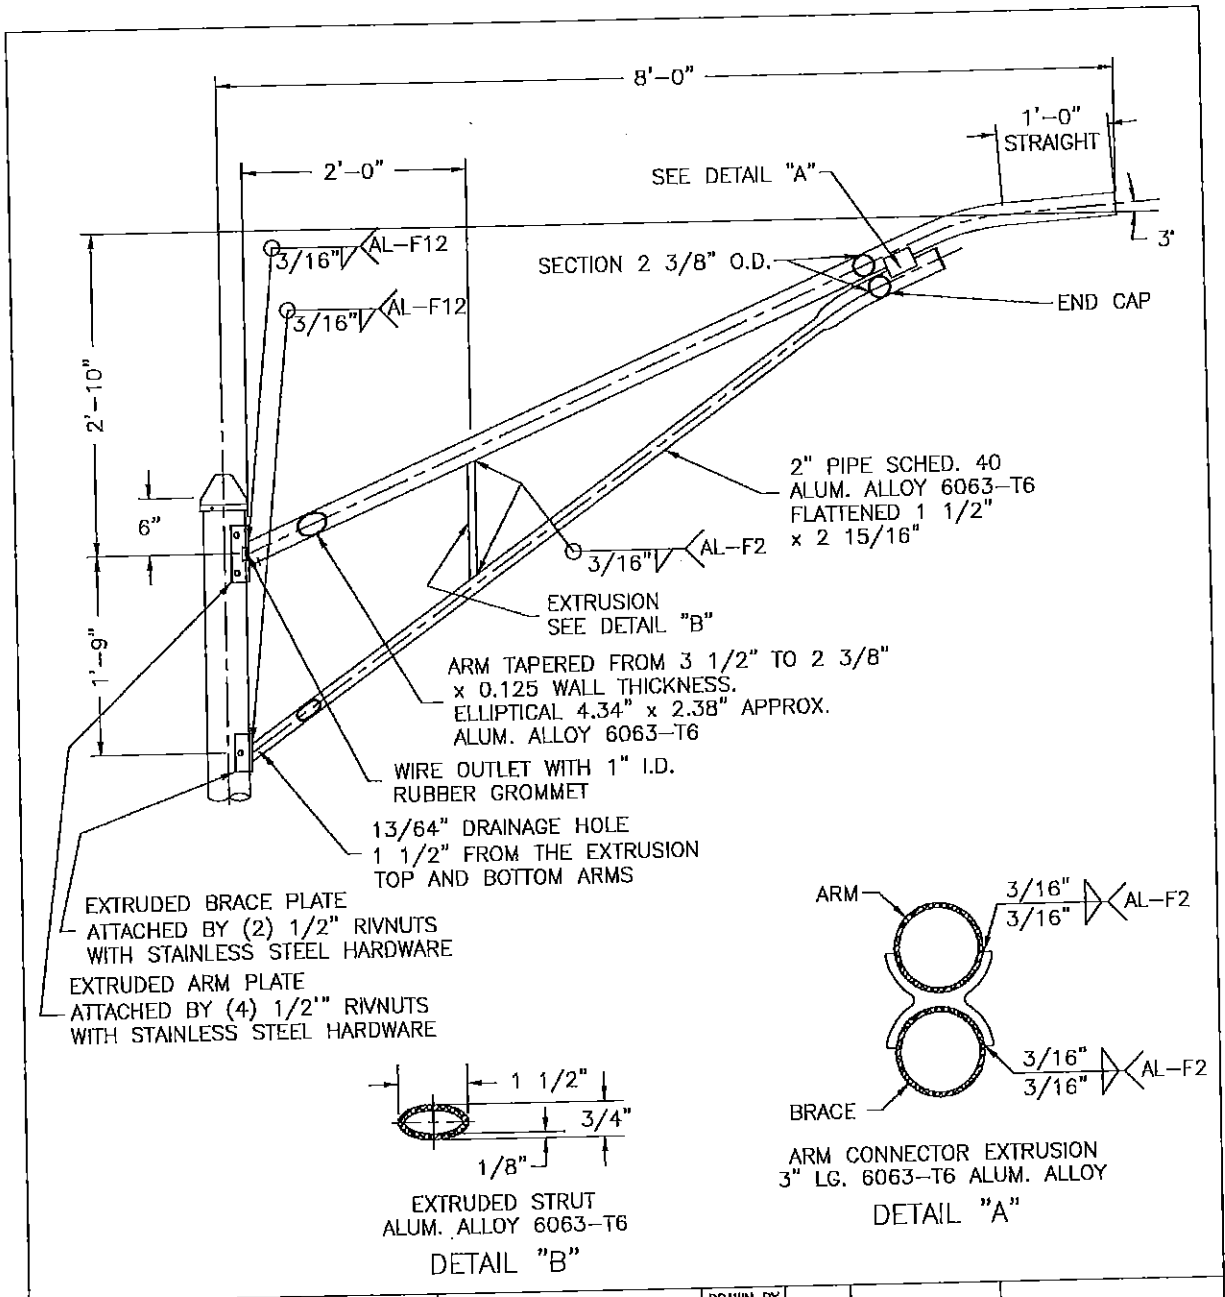 8'-0"
1'-0"
STRAIGHT
2'-0"
SEE DETAIL "A"
3/16" AL-F12
SECTION 2 3/8" O.D.
3°
END CAP
3/16" AL-F12
2'-10"
2" PIPE SCHED. 40
ALUM. ALLOY 6063-T6
FLATTENED 1 1/2"
x 2 15/16"
6"
3/16" AL-F2
EXTRUSION
SEE DETAIL "B"
1'-9"
ARM TAPERED FROM 3 1/2" TO 2 3/8"
x 0.125 WALL THICKNESS.
ELLIPTICAL 4.34" x 2.38" APPROX.
ALUM. ALLOY 6063-T6
WIRE OUTLET WITH 1" I.D.
RUBBER GROMMET
13/64" DRAINAGE HOLE
1 1/2" FROM THE EXTRUSION
TOP AND BOTTOM ARMS
EXTRUDED BRACE PLATE
ATTACHED BY (2) 1/2" RIVNUTS
WITH STAINLESS STEEL HARDWARE
EXTRUDED ARM PLATE
ATTACHED BY (4) 1/2'" RIVNUTS
WITH STAINLESS STEEL HARDWARE
ARM
3/16"
3/16" AL-F2
3/16"
3/16" AL-F2
BRACE
ARM CONNECTOR EXTRUSION
3" LG. 6063-T6 ALUM. ALLOY
DETAIL "A"
1 1/2"
3/4"
1/8"
EXTRUDED STRUT
ALUM. ALLOY 6063-T6
DETAIL "B"
DRAWN BY